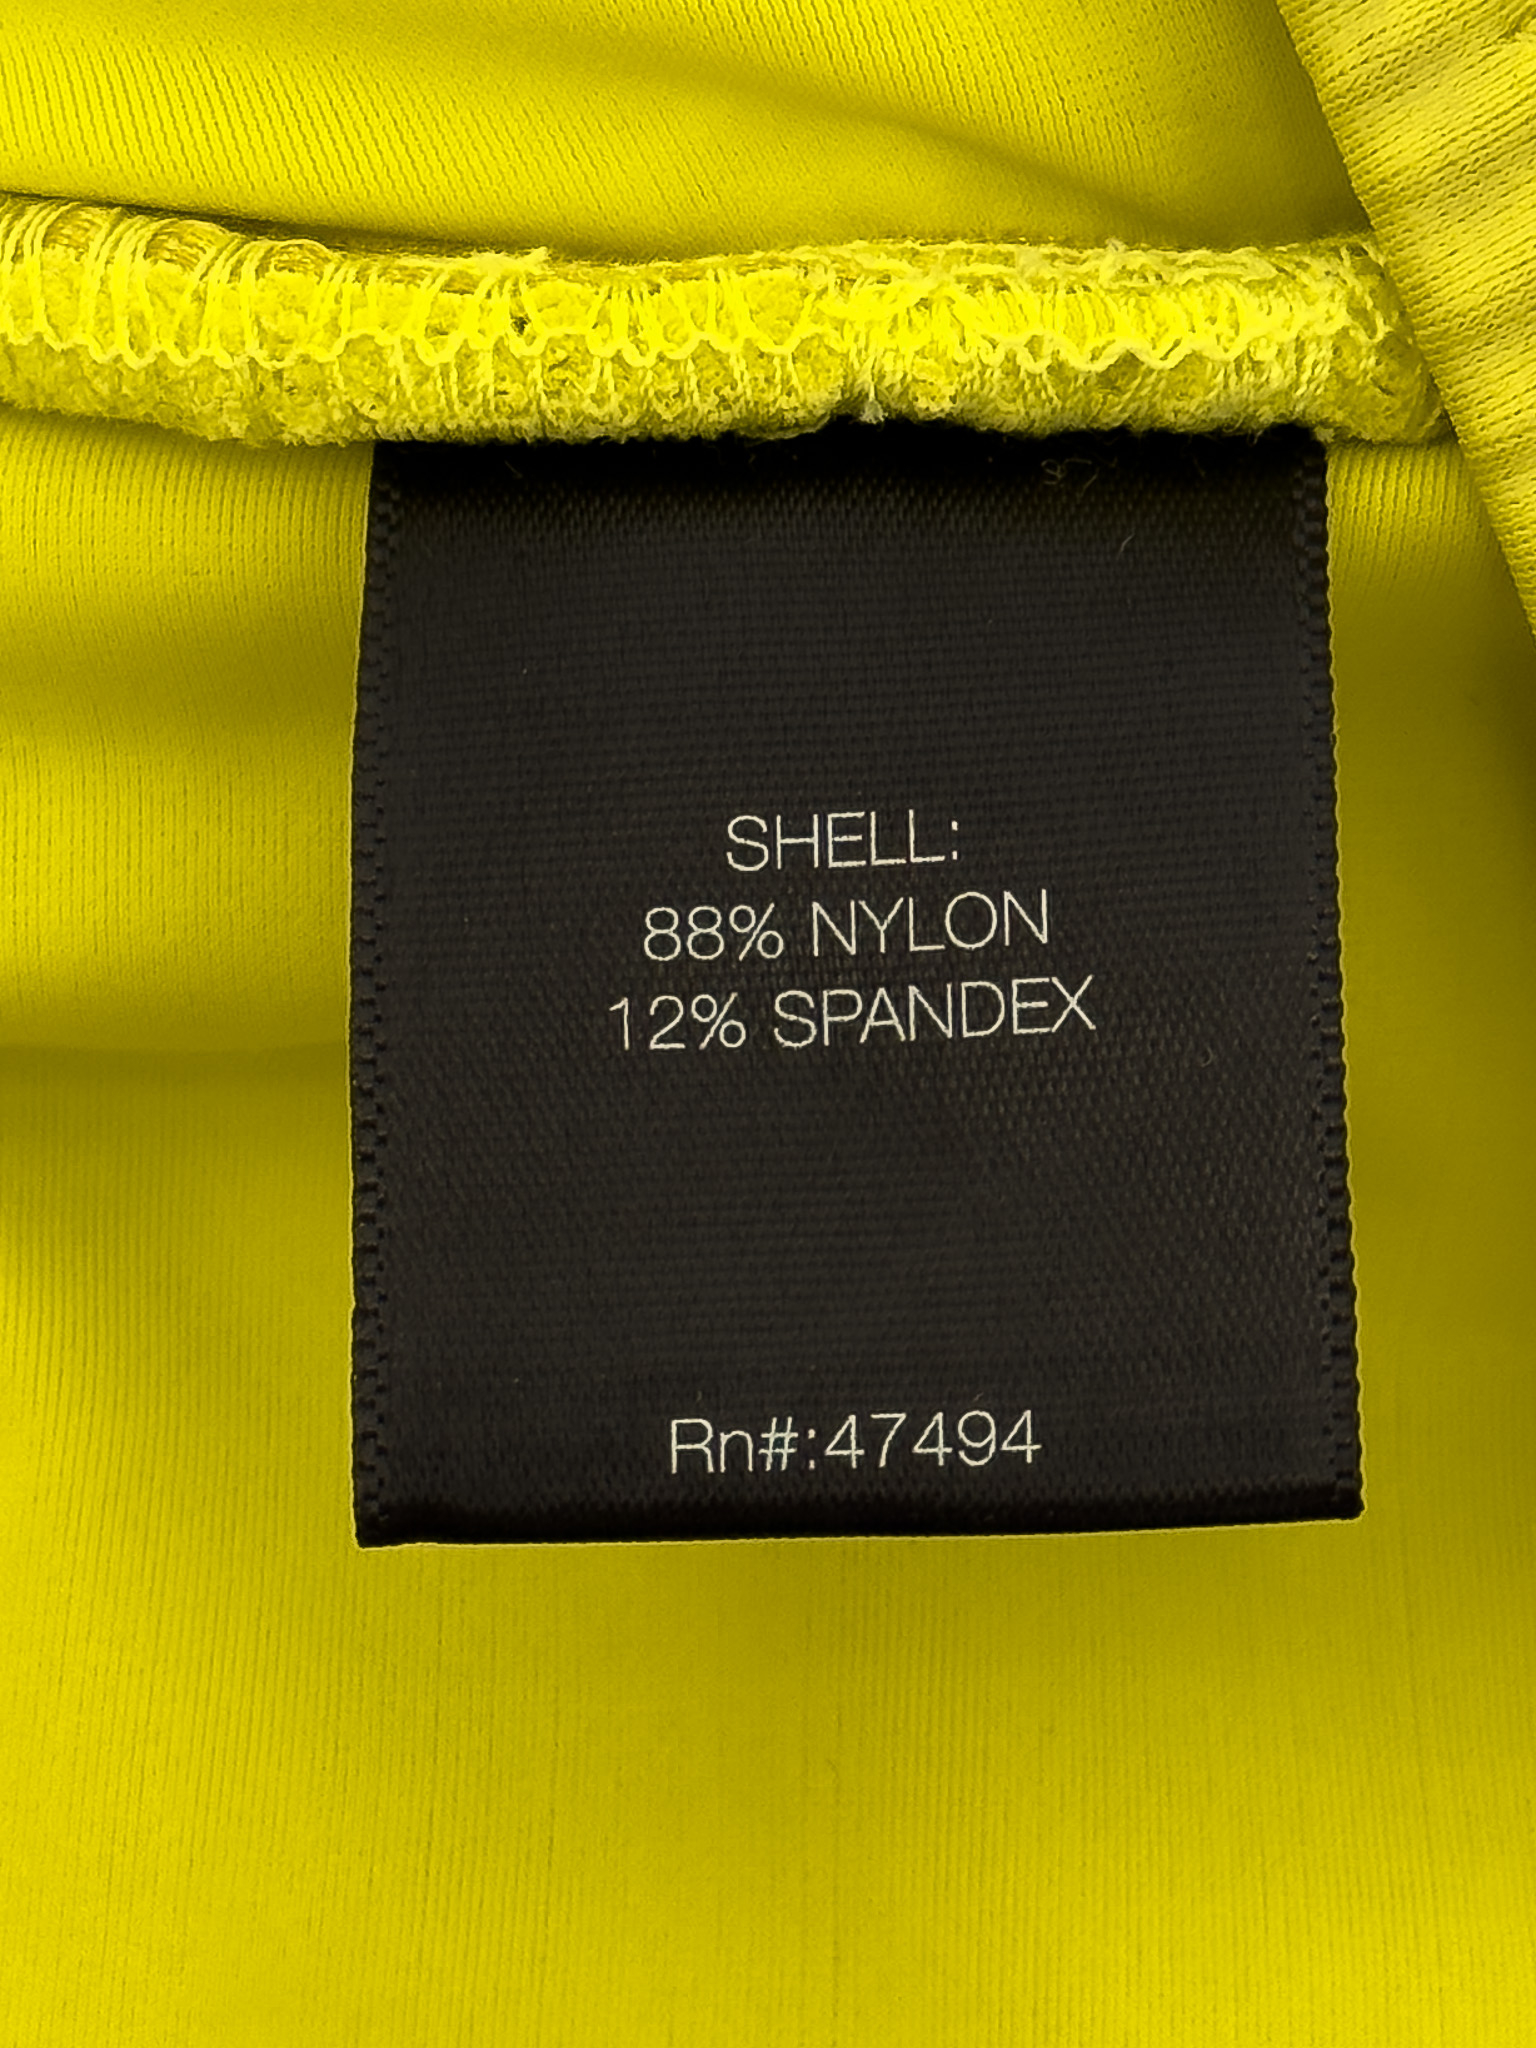 SHELL:
88% NYLON
12% SPANDEX
Rn#:47494